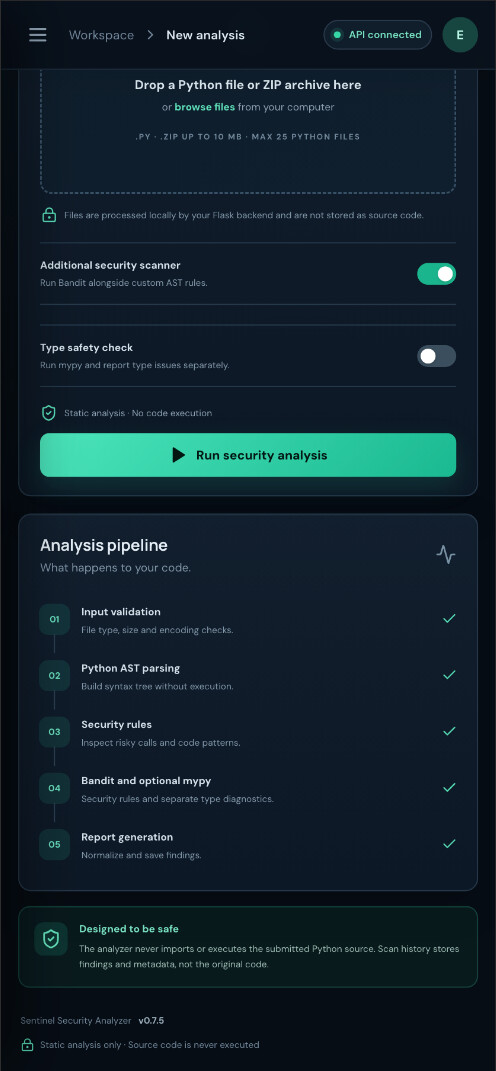 Workspace > New analysis
API connected
E
Drop a Python file or ZIP archive here
or browse files from your computer
.PY · .ZIP UP TO 10 MB · MAX 25 PYTHON FILES
Files are processed locally by your Flask backend and are not stored as source code.
Additional security scanner
Run Bandit alongside custom AST rules.
Type safety check
Run mypy and report type issues separately.
Static analysis · No code execution
Run security analysis
Analysis pipeline
What happens to your code.
01
Input validation
File type, size and encoding checks.
02
Python AST parsing
Build syntax tree without execution.
03
Security rules
Inspect risky calls and code patterns.
04
Bandit and optional mypy
Security rules and separate type diagnostics.
05
Report generation
Normalize and save findings.
Designed to be safe
The analyzer never imports or executes the submitted Python source. Scan history stores
findings and metadata, not the original code.
Sentinel Security Analyzer v0.7.5
Static analysis only · Source code is never executed